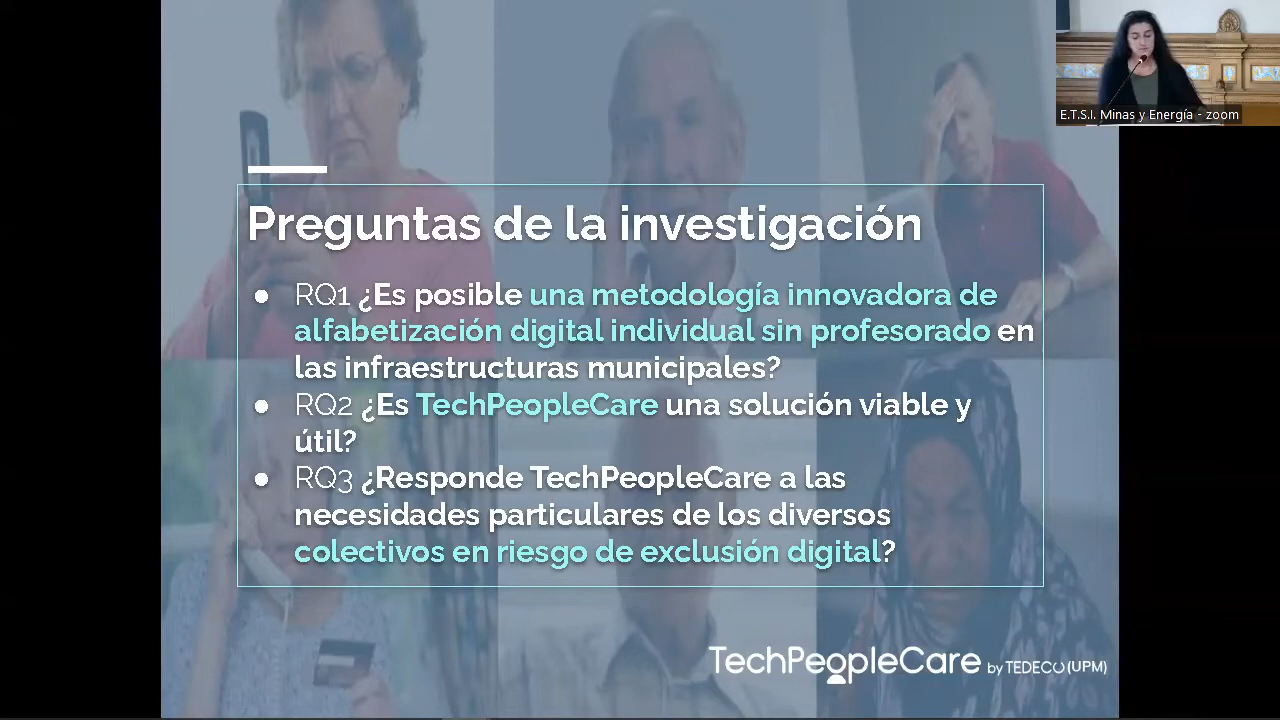 E.T.S.I. Minas y Energía - zoom
Preguntas de la investigación
● RQ1 ¿Es posible una metodología innovadora de
alfabetización digital individual sin profesorado en
las infraestructuras municipales?
● RQ2 ¿Es TechPeopleCare una solución viable y
útil?
● RQ3 ¿Responde TechPeopleCare a las
necesidades particulares de los diversos
colectivos en riesgo de exclusión digital?
TechPeopleCare by TEDECO (UPM)